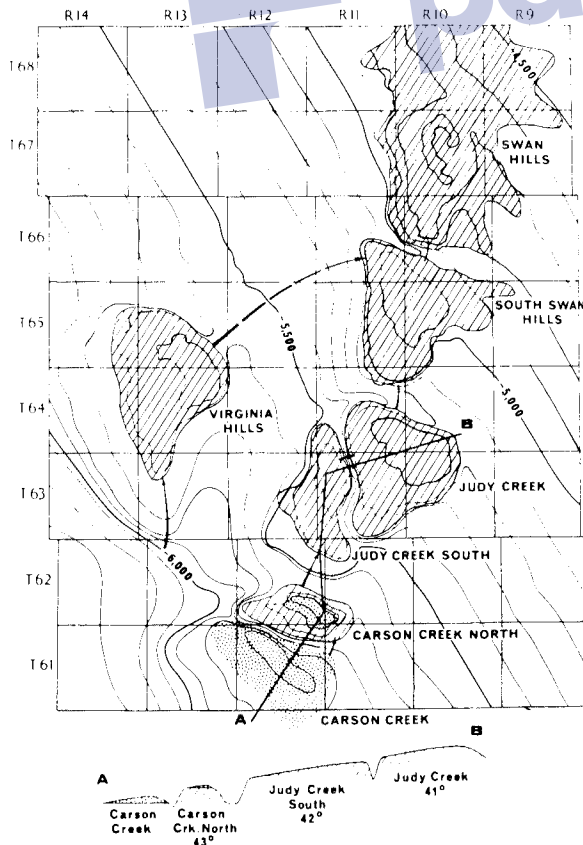 pa
R14 R13 R12 R11 R10 R9
T68
T67
T66
T65
T64
T63
T62
T61
-4,500
SWAN
HILLS
SOUTH SWAN
HILLS
-5,500
-5,000
VIRGINIA
HILLS
B
JUDY CREEK
JUDY CREEK SOUTH
-6,000
CARSON CREEK NORTH
A
CARSON CREEK
B
A
Carson
Creek
Carson
Crk. North
43°
Judy Creek
South
42°
Judy Creek
41°